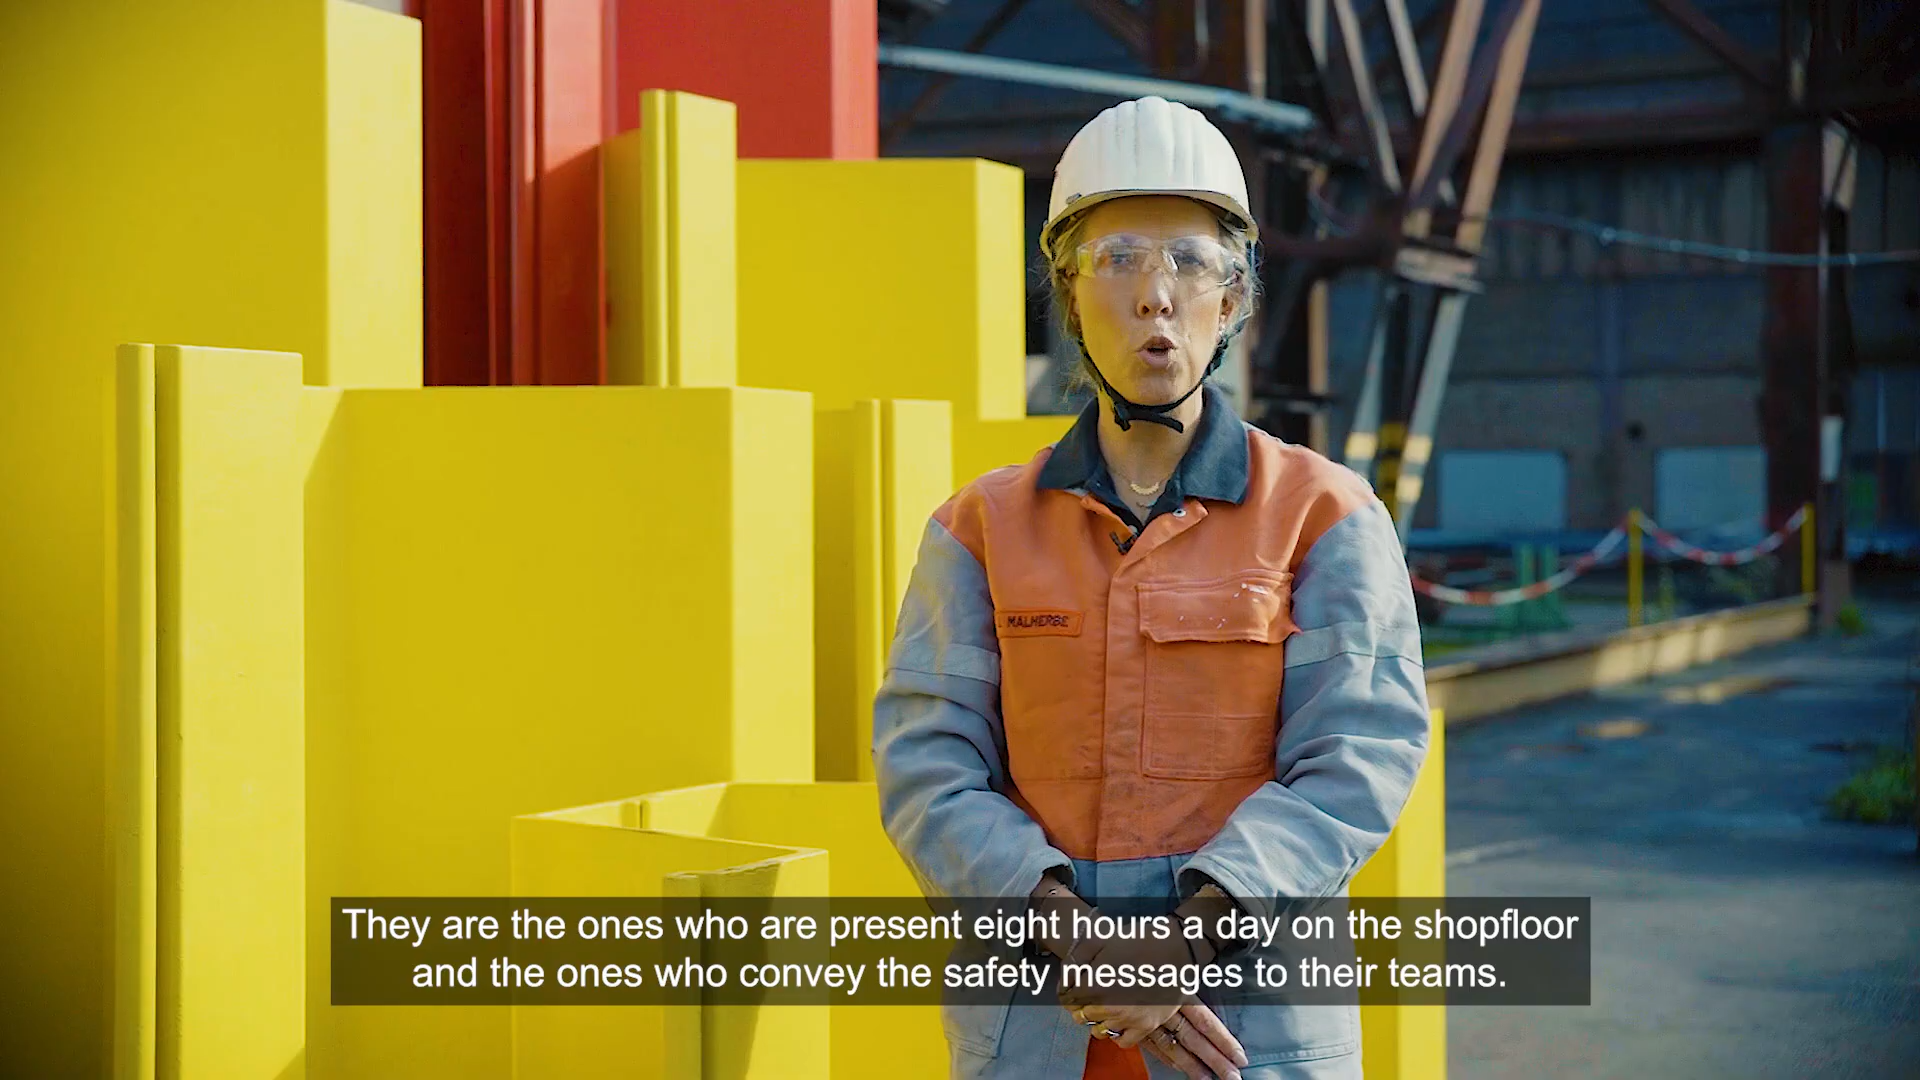 MALHERBE
They are the ones who are present eight hours a day on the shopfloor
and the ones who convey the safety messages to their teams.